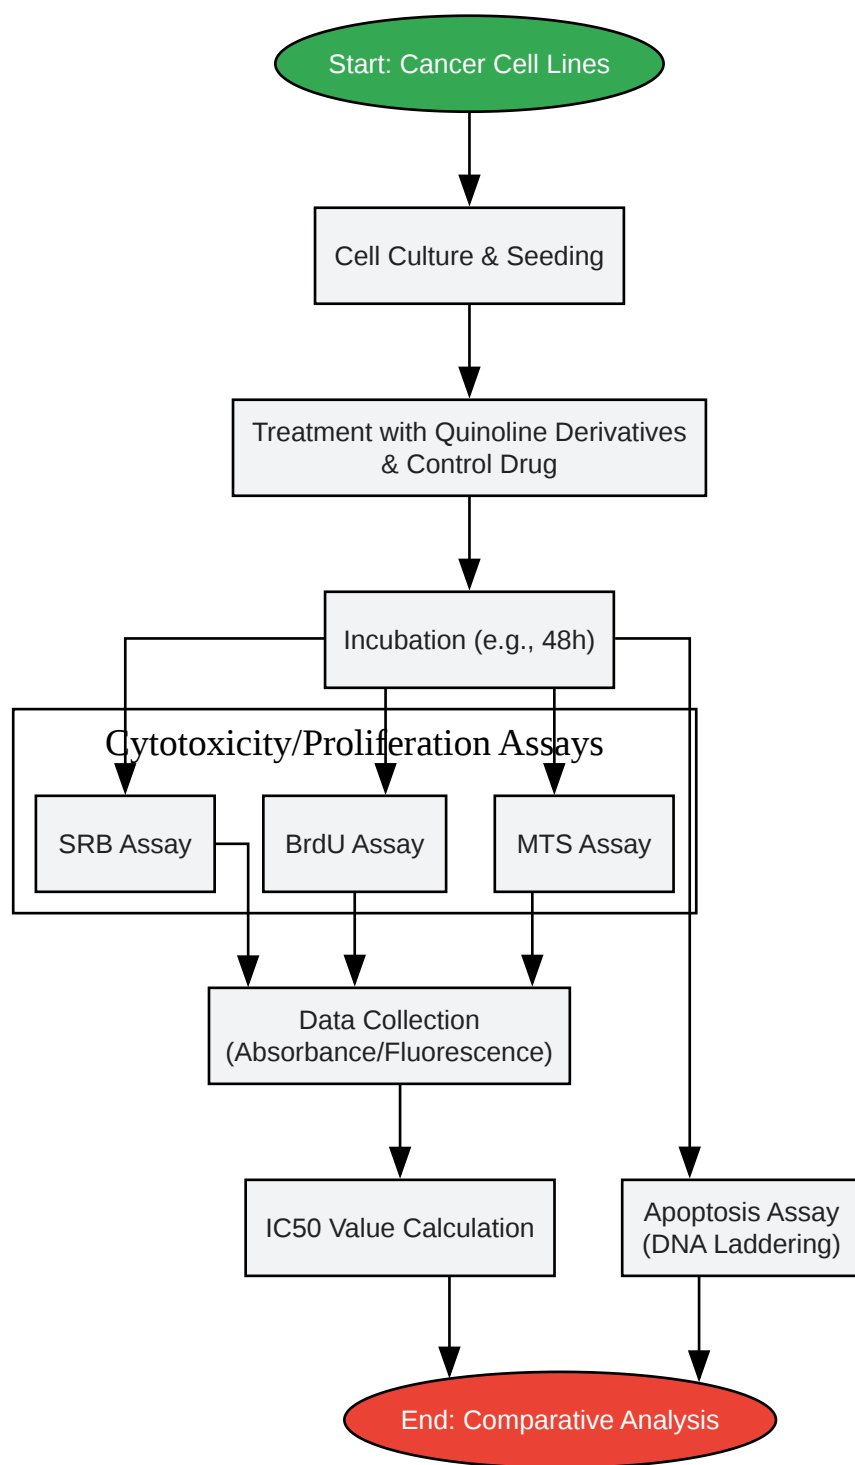 Start: Cancer Cell Lines
Cell Culture & Seeding
Treatment with Quinoline Derivatives
& Control Drug
Incubation (e.g., 48h)
Cytotoxicity/Proliferation Assays
SRB Assay
BrdU Assay
MTS Assay
Data Collection
(Absorbance/Fluorescence)
IC50 Value Calculation
Apoptosis Assay
(DNA Laddering)
End: Comparative Analysis